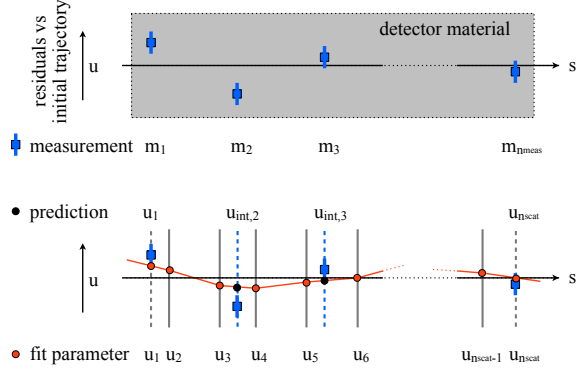 residuals vs
initial trajectory
u
detector material
s
measurement
m1
m2
m3
mnmeas
prediction
u1
uint,2
uint,3
unscat
u
s
fit parameter
u1
u2
u3
u4
u5
u6
unscat-1
unscat